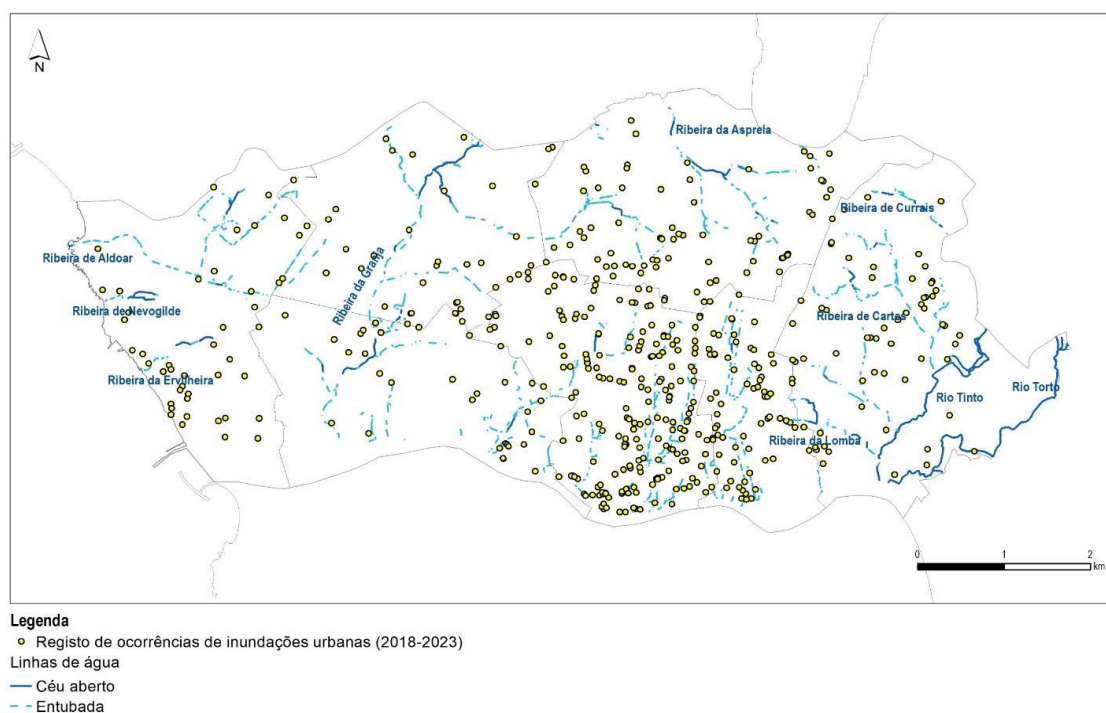 N
Ribeira da Asprela
Ribeira de Currais
Ribeira de Aldoar
Ribeira da Granja
Ribeira de Nevogilde
Ribeira de Cartes
Ribeira da Ervilheira
Rio Tinto
Rio Torto
Ribeira da Lomba
0 1 2
km
Legenda
Registo de ocorrências de inundações urbanas (2018-2023)
Linhas de água
Céu aberto
Entubada